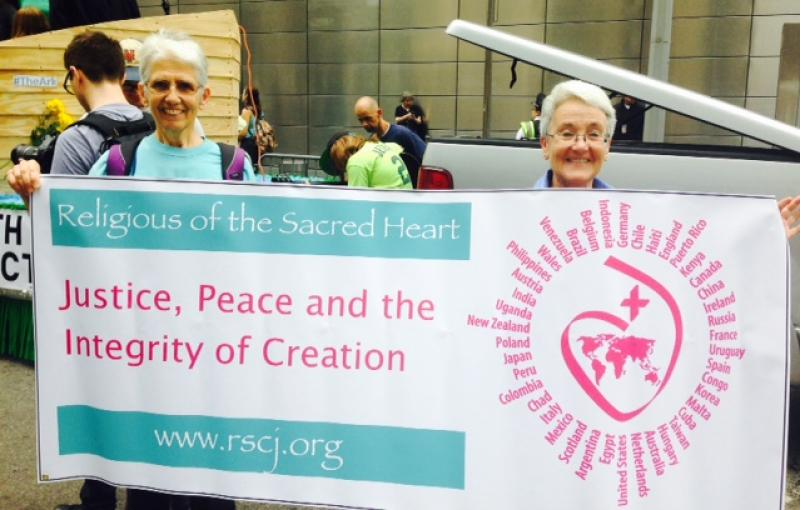 #TheArk
TH
CT
Religious of the Sacred Heart
Justice, Peace and the
Integrity of Creation
www.rscj.org
Indonesia
Germany
Chile
Haiti
England
Puerto Rico
Kenya
Canada
China
Ireland
Russia
France
Uruguay
Spain
Congo
Korea
Malta
Cuba
Taiwan
Hungary
Australia
Netherlands
United States
Egypt
Argentina
Scotland
Mexico
Italy
Chad
Colombia
Peru
Japan
Poland
New Zealand
Uganda
India
Austria
Philippines
Wales
Venezuela
Brazil
Belgium